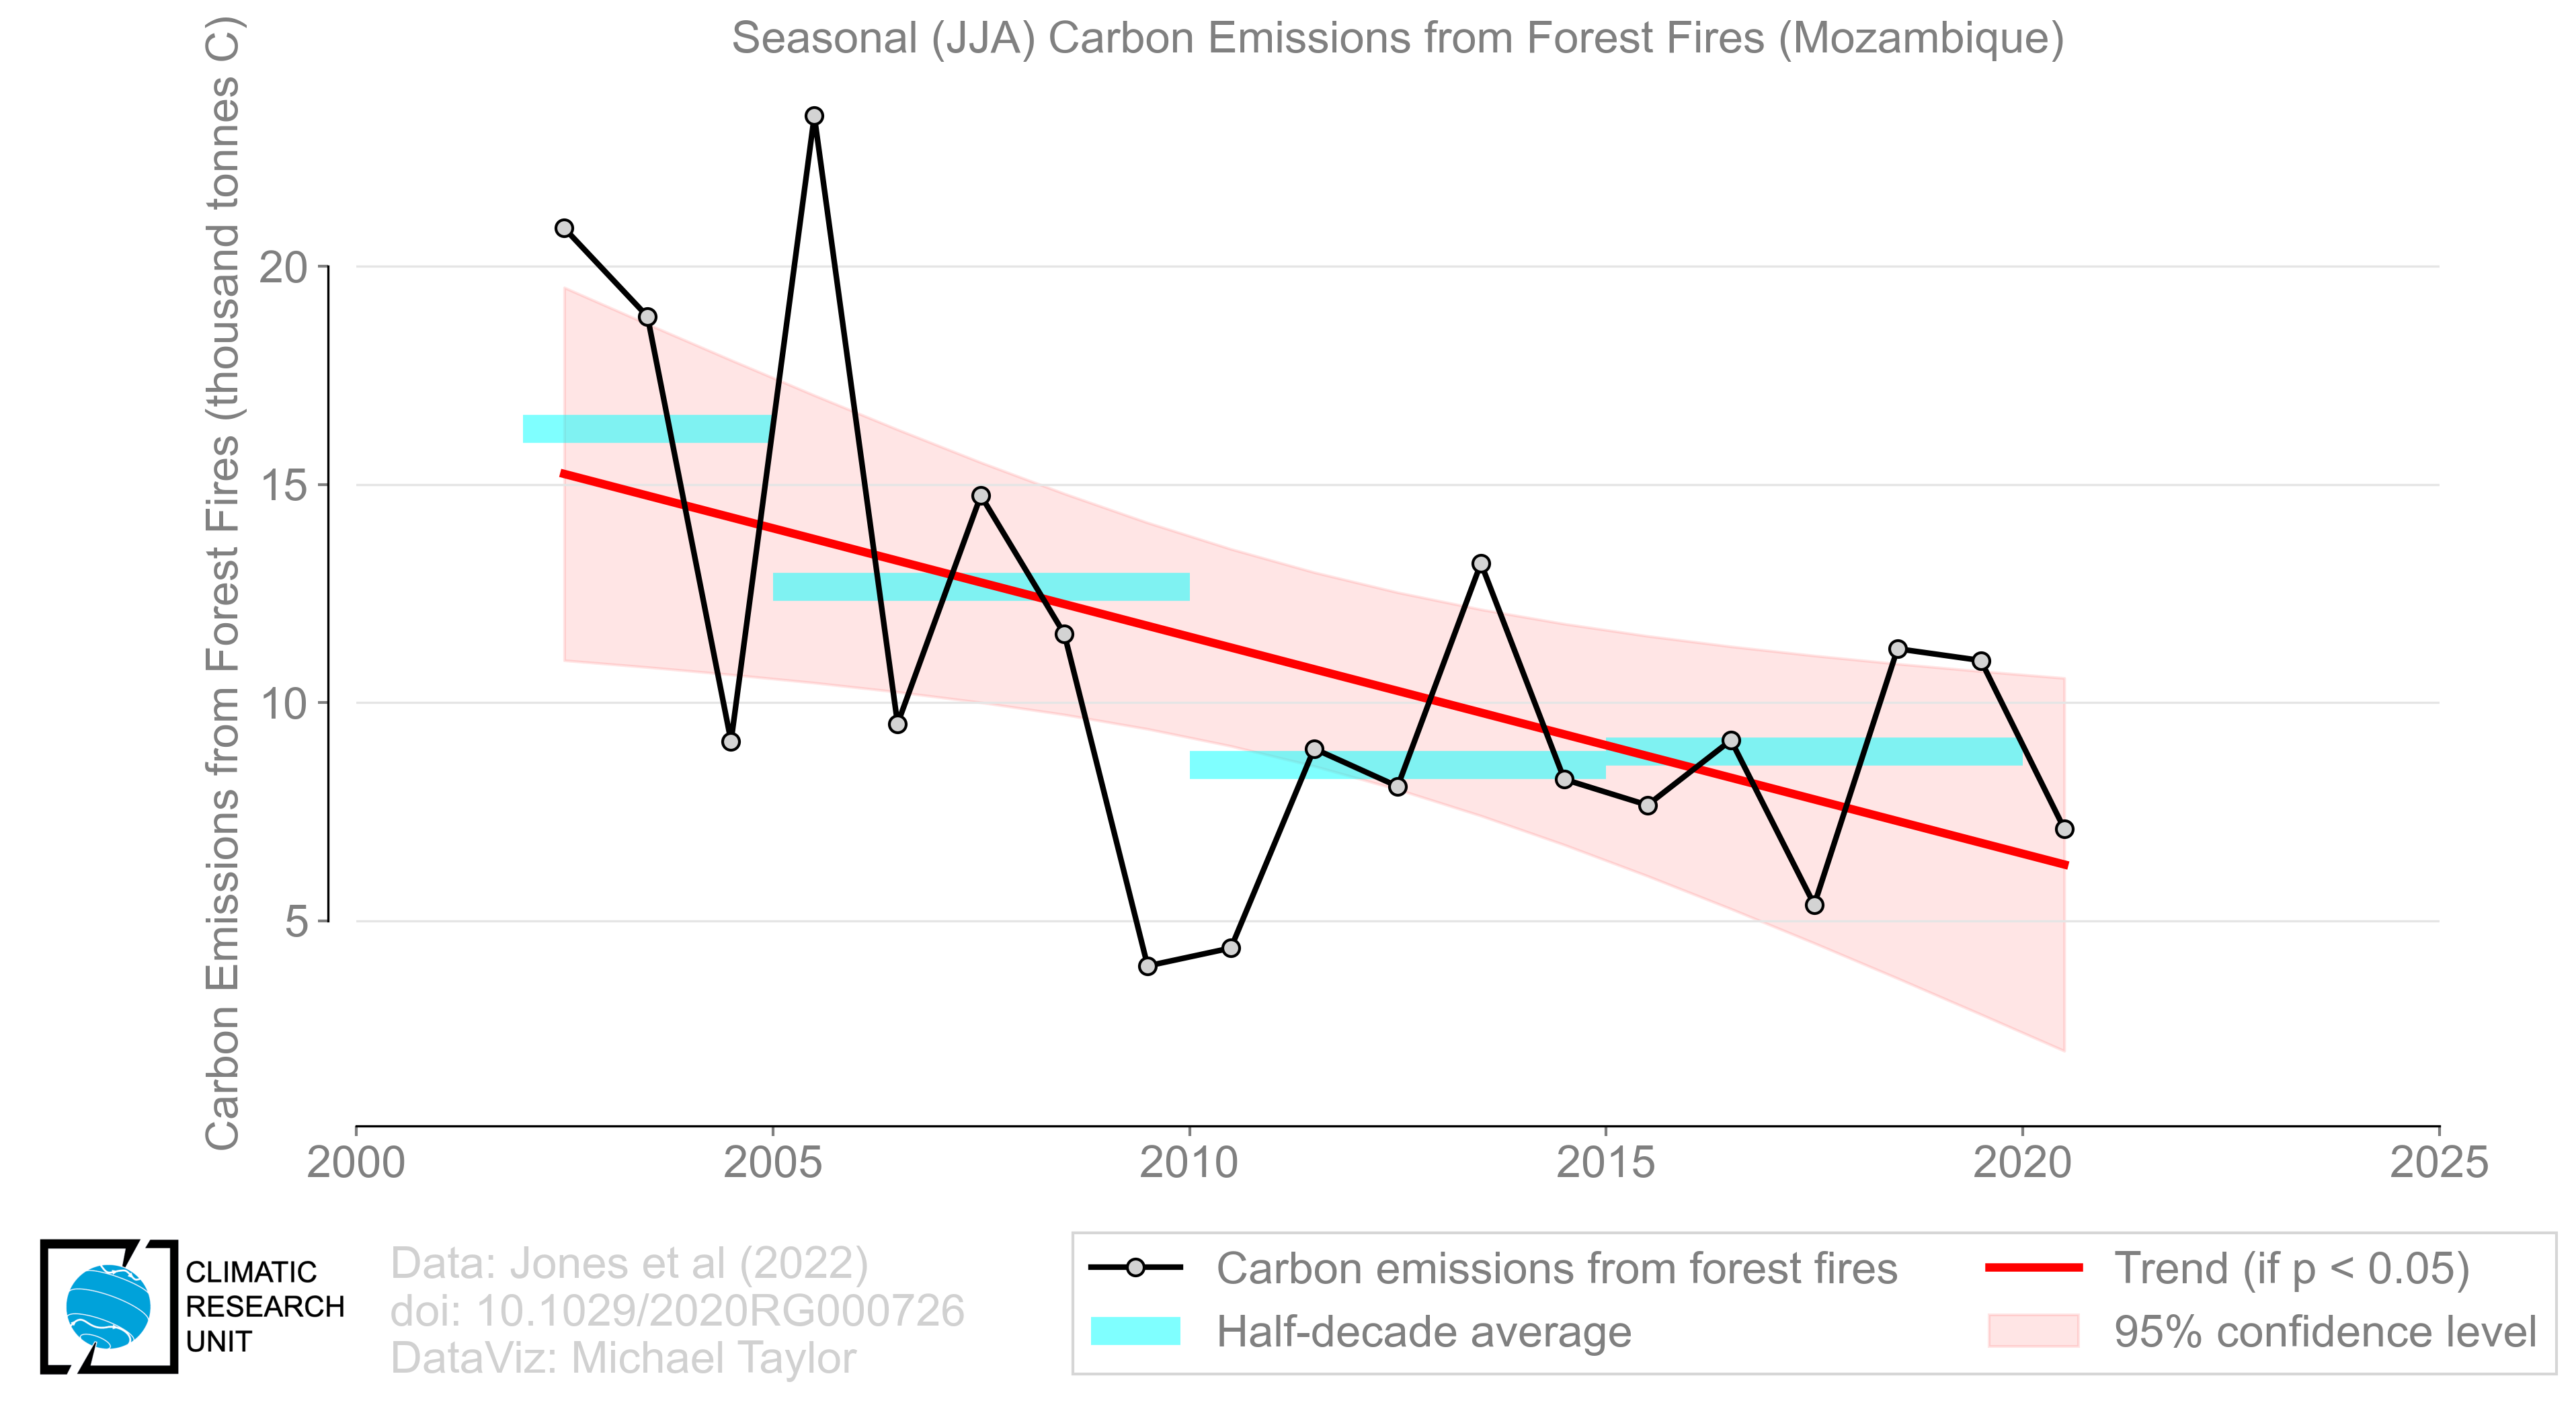 Seasonal (JJA) Carbon Emissions from Forest Fires (Mozambique)
Carbon Emissions from Forest Fires (thousand tonnes C)
20
15
10
5
2000
2005
2010
2015
2020
2025
CLIMATIC
RESEARCH
UNIT
Data: Jones et al (2022)
doi: 10.1029/2020RG000726
DataViz: Michael Taylor
Carbon emissions from forest fires
Half-decade average
Trend (if p < 0.05)
95% confidence level